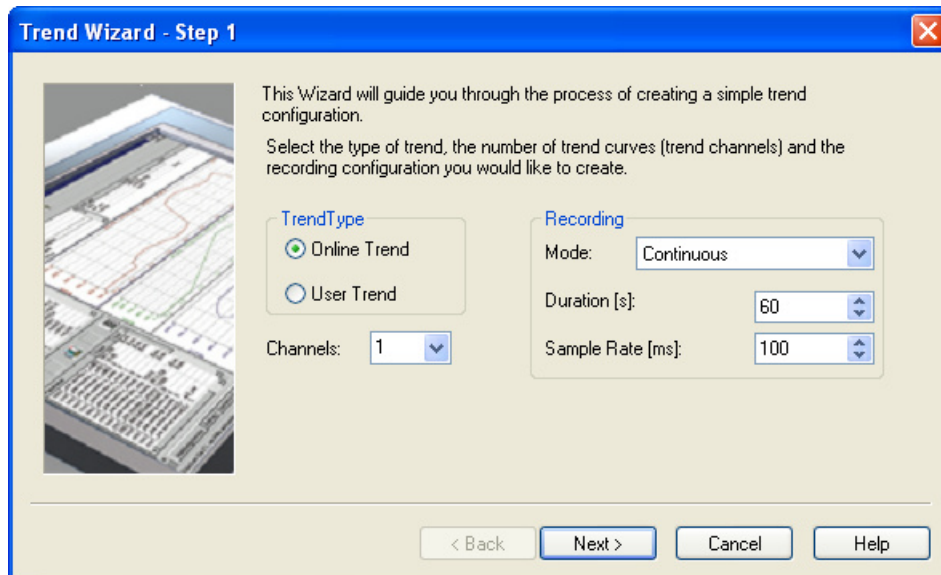 Trend Wizard - Step 1
This Wizard will guide you through the process of creating a simple trend
configuration.
Select the type of trend, the number of trend curves (trend channels) and the
recording configuration you would like to create.
TrendType
Online Trend
User Trend
Channels: 1
Recording
Mode: Continuous
Duration [s]: 60
Sample Rate [ms]: 100
< Back
Next >
Cancel
Help